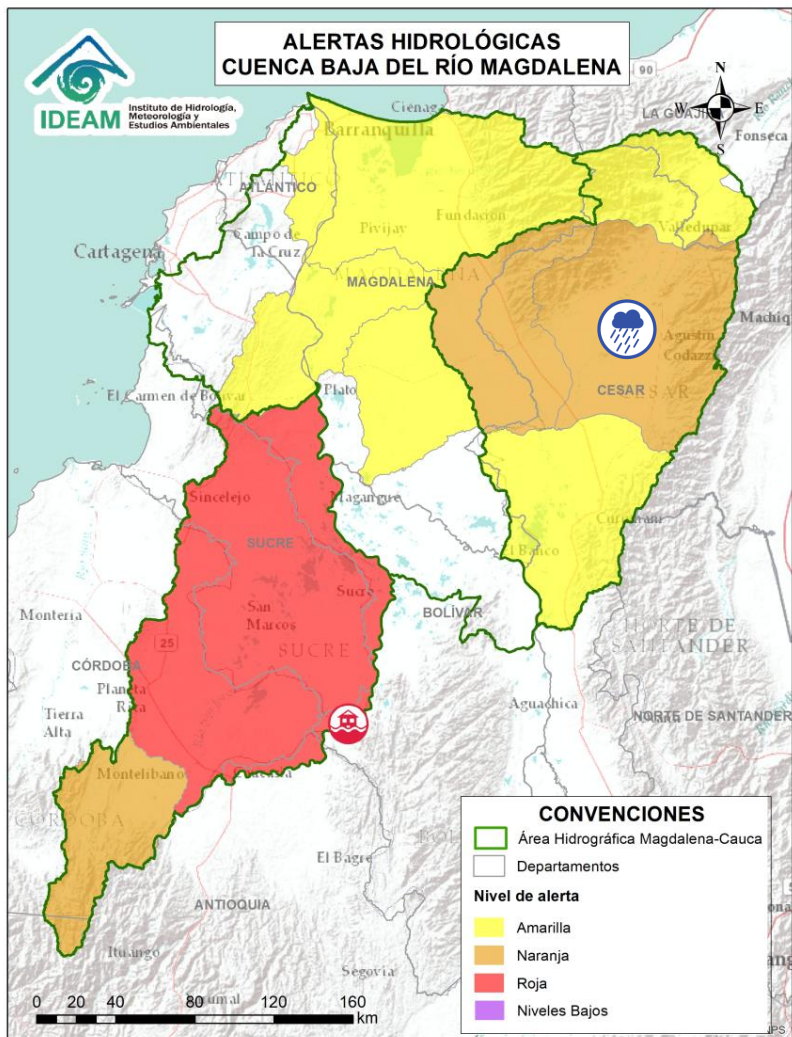 ALERTAS HIDROLÓGICAS
CUENCA BAJA DEL RÍO MAGDALENA
IDEAM
Instituto de Hidrología,
Meteorología y
Estudios Ambientales
N
W
E
S
90
Ciénaga
LA GUAJIRA
Fonseca
Barranquilla
ATLÁNTICO
Valledupar
Fundación
Pivijay
Campo de
la Cruz
Cartagena
MAGDALENA
MAGDALENA
Agustín
Codazzi
CESAR
CESAR
El Carmen de Bolívar
Plato
Sincelejo
Magangué
SUCRE
El Banco
Sucre
San
Marcos
BOLÍVAR
SUCRE
Montería
25
CÓRDOBA
Planeta
Rica
Tierra
Alta
NORTE DE
SANTANDER
Aguachica
NORTE DE SANTANDER
Montelíbano
CÓRDOBA
El Bagre
ANTIOQUIA
Ituango
Segovia
0 20 40 80 120 160
km
CONVENCIONES
Área Hidrográfica Magdalena-Cauca
Departamentos
Nivel de alerta
Amarilla
Naranja
Roja
Niveles Bajos